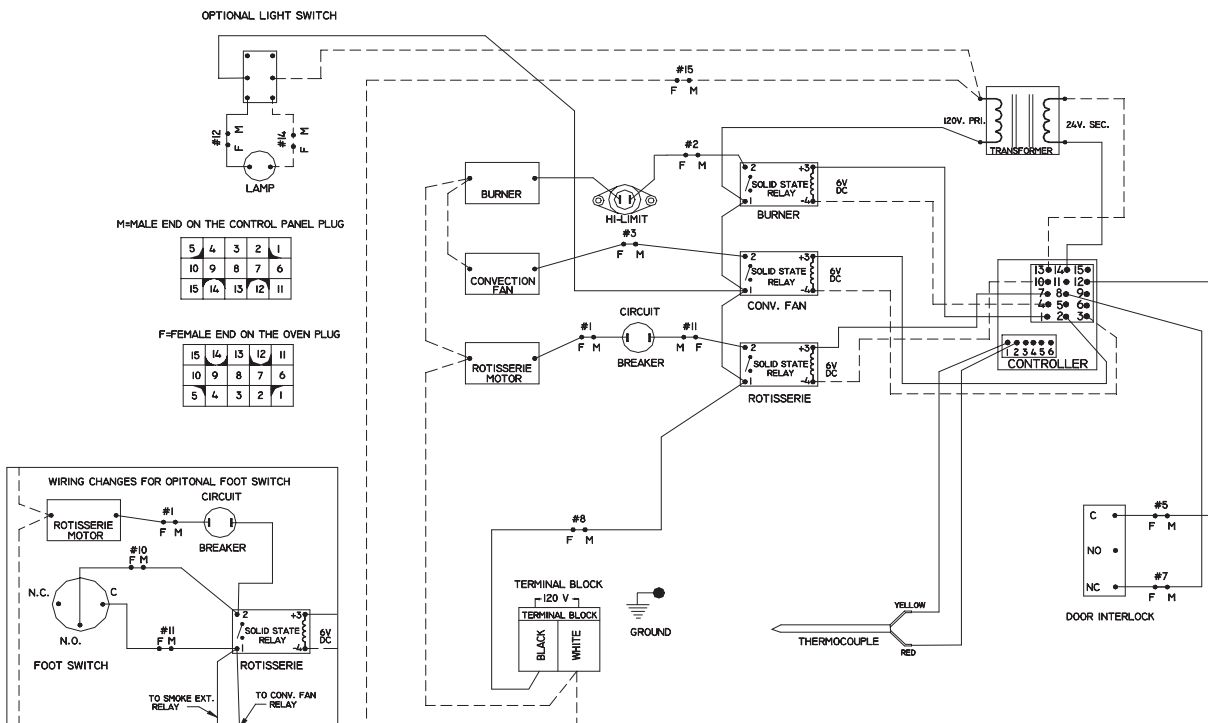 OPTIONAL LIGHT SWITCH
#12
M
F
#14
M
F
LAMP
M=MALE END ON THE CONTROL PANEL PLUG
5 4 3 2 1
10 9 8 7 6
15 14 13 12 11
F=FEMALE END ON THE OVEN PLUG
15 14 13 12 11
10 9 8 7 6
5 4 3 2 1
#15
F M
120V. PRI.
24V. SEC.
TRANSFORMER
BURNER
HI-LIMIT
#2
F M
2 +3
SOLID STATE
RELAY
1 -4
6V
DC
BURNER
CONVECTION
FAN
#3
F M
2 +3
SOLID STATE
RELAY
1 -4
6V
DC
CONV. FAN
ROTISSERIE
MOTOR
#1
F M
CIRCUIT
BREAKER
#11
M F
2 +3
SOLID STATE
RELAY
1 -4
6V
DC
ROTISSERIE
13 14 15
10 11 12
7 8 9
4 5 6
1 2 3
1 2 3 4 5 6
CONTROLLER
#8
F M
TERMINAL BLOCK
120 V
TERMINAL BLOCK
BLACK
WHITE
GROUND
YELLOW
THERMOCOUPLE
RED
C
NO
NC
#5
F M
#7
F M
DOOR INTERLOCK
WIRING CHANGES FOR OPITONAL FOOT SWITCH
ROTISSERIE
MOTOR
#1
F M
CIRCUIT
BREAKER
#10
F M
N.C.
C
N.O.
FOOT SWITCH
#11
F M
2 +3
SOLID STATE
RELAY
1 -4
6V
DC
ROTISSERIE
TO SMOKE EXT.
RELAY
TO CONV. FAN
RELAY